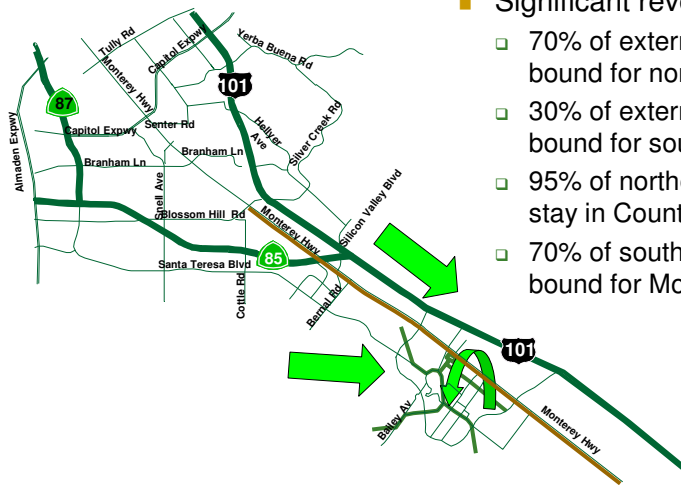 Significant reve
70% of extern
bound for nor
30% of extern
bound for sou
95% of northe
stay in Count
70% of south
bound for Mo
Tully Rd
Capitol Expwy
Yerba Buena Rd
Monterey Hwy
101
87
Almaden Expwy
Capitol Expwy
Senter Rd
Hellyer
Ave
Silver Creek Rd
Branham Ln
Branham Ln
Snell Ave
Blossom Hill Rd
Monterey Hwy
Silicon Valley Blvd
Santa Teresa Blvd
85
Cottle Rd
Bernal Rd
101
Bailey Av
Monterey Hwy